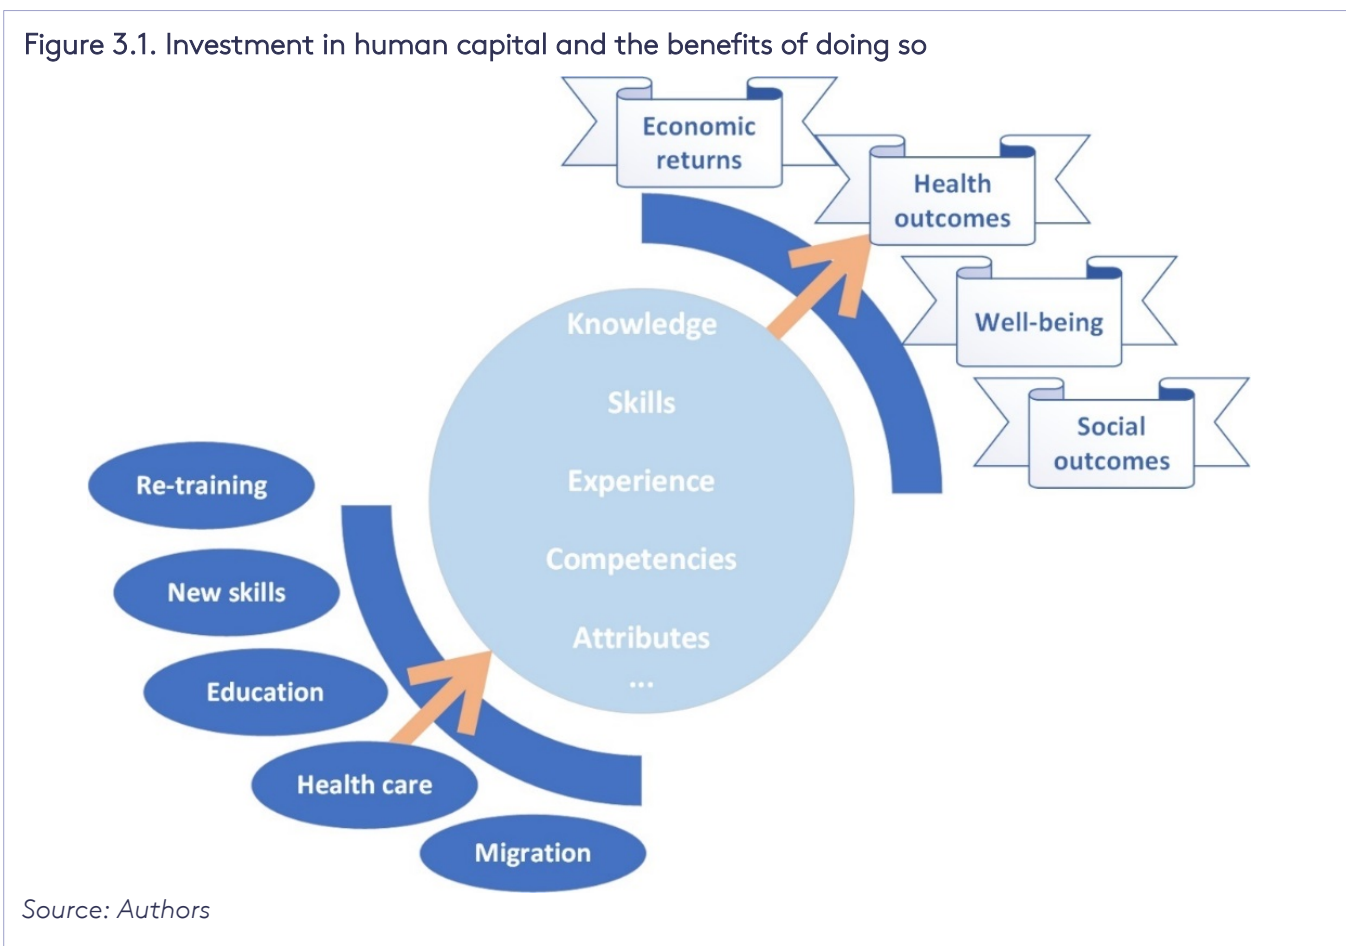 Figure 3.1. Investment in human capital and the benefits of doing so
Economic
returns
Health
outcomes
Well-being
Social
outcomes
Knowledge
Skills
Experience
Competencies
Attributes
...
Re-training
New skills
Education
Health care
Migration
Source: Authors